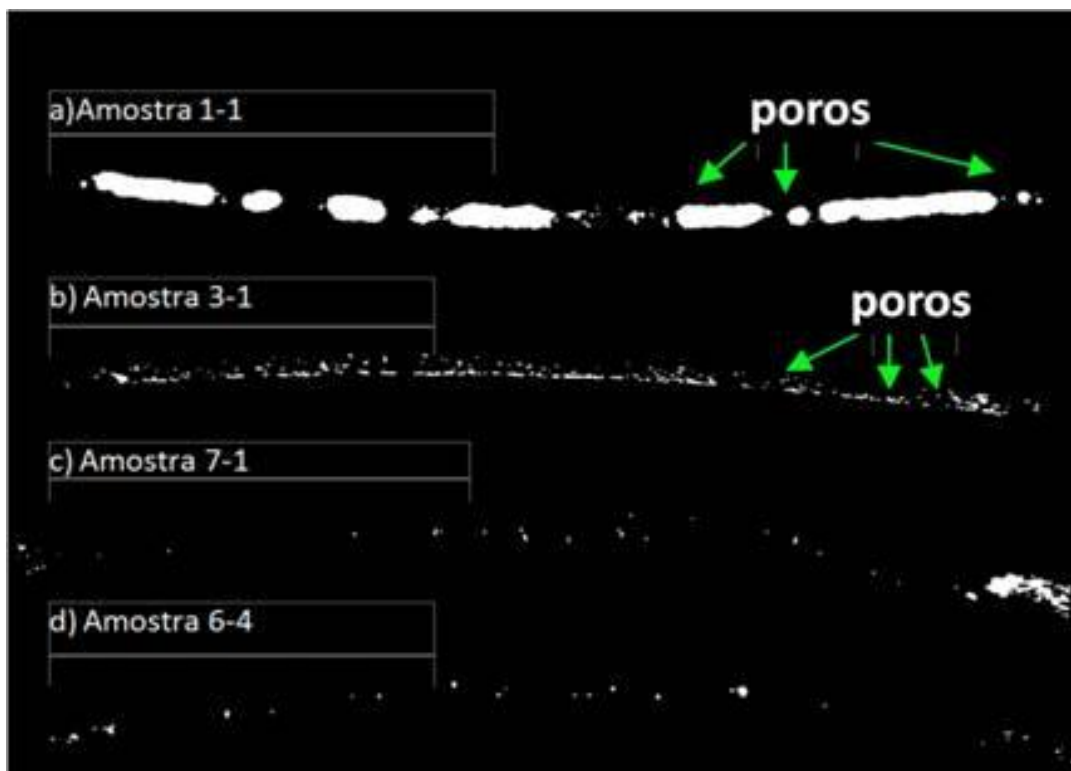 a)Amostra 1-1
poros
b) Amostra 3-1
poros
c) Amostra 7-1
d) Amostra 6-4